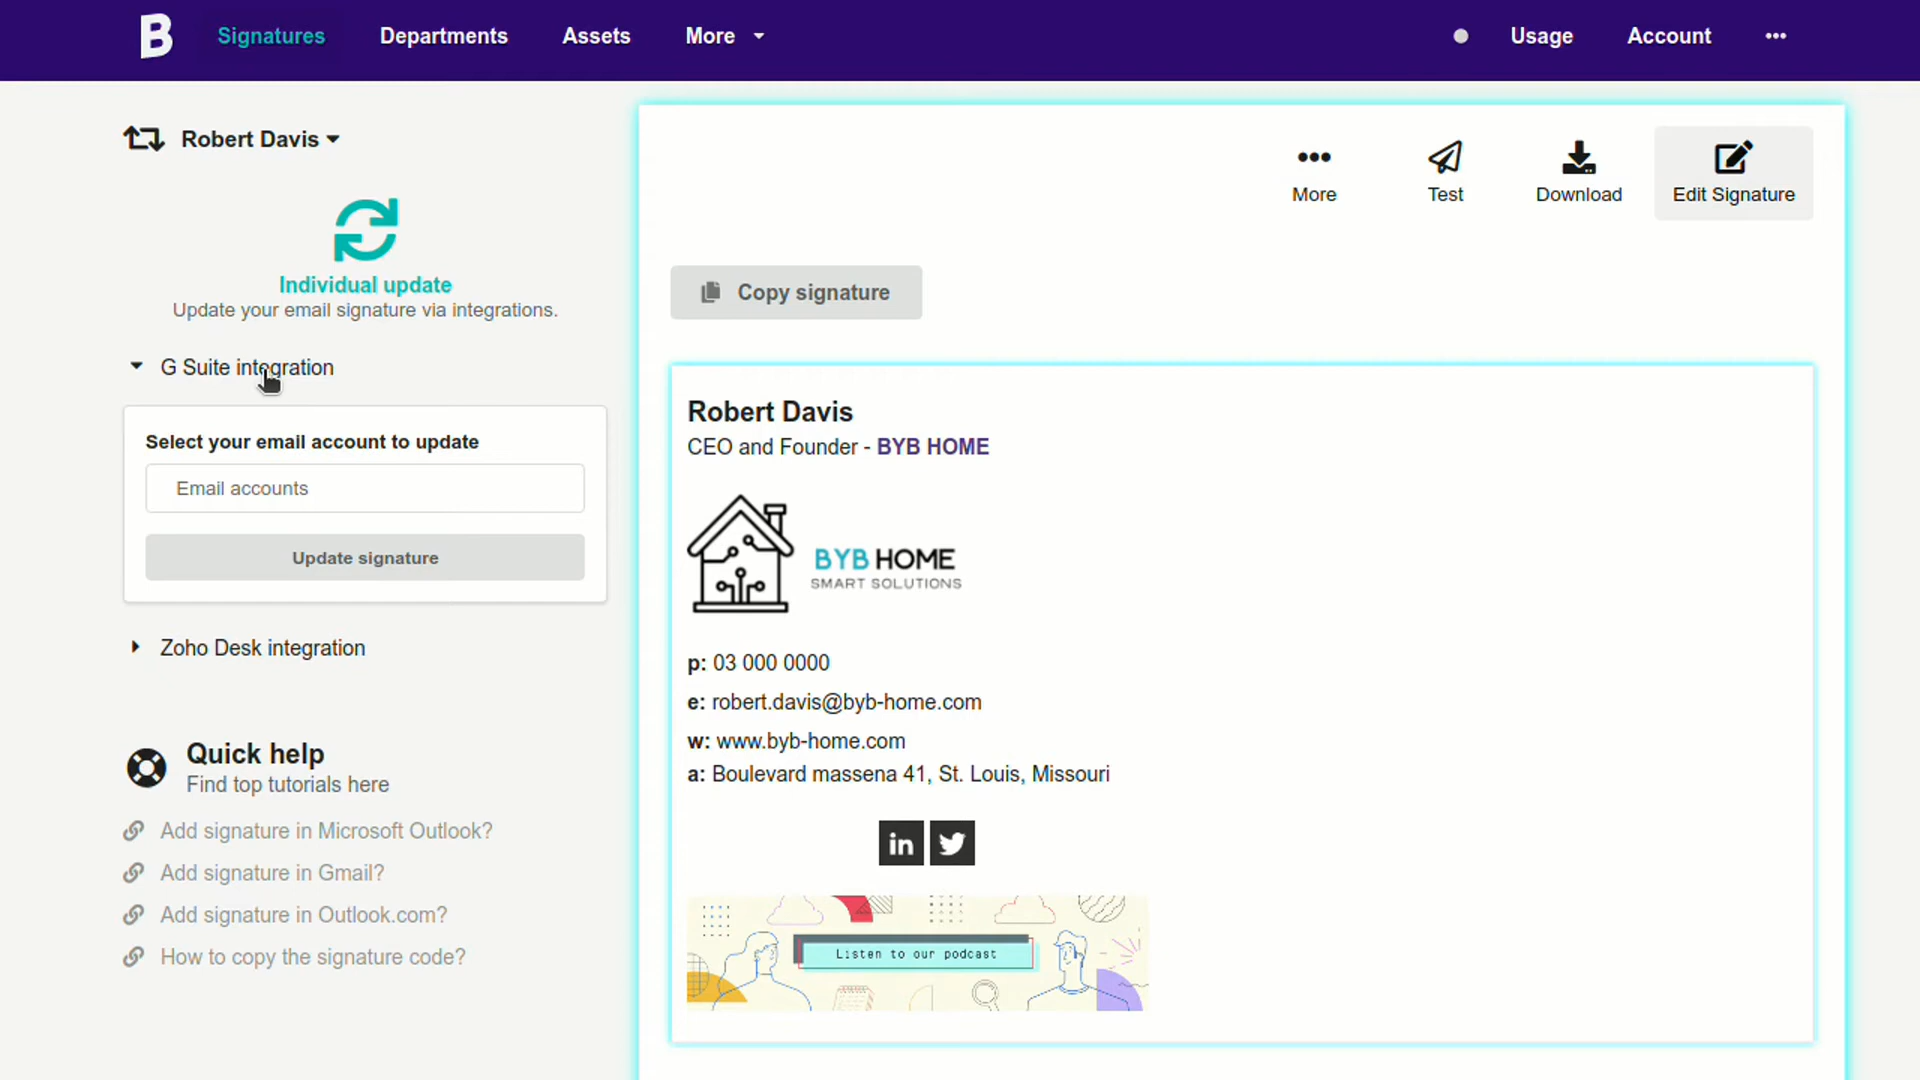 B
Signatures
Departments
Assets
More
Usage
Account
Robert Davis
Individual update
Update your email signature via integrations.
G Suite integration
Select your email account to update
Email accounts
Update signature
Zoho Desk integration
Quick help
Find top tutorials here
Add signature in Microsoft Outlook?
Add signature in Gmail?
Add signature in Outlook.com?
How to copy the signature code?
More
Test
Download
Edit Signature
Copy signature
Robert Davis
CEO and Founder - BYB HOME
BYB HOME
SMART SOLUTIONS
p: 03 000 0000
e: robert.davis@byb-home.com
w: www.byb-home.com
a: Boulevard massena 41, St. Louis, Missouri
in
Listen to our podcast